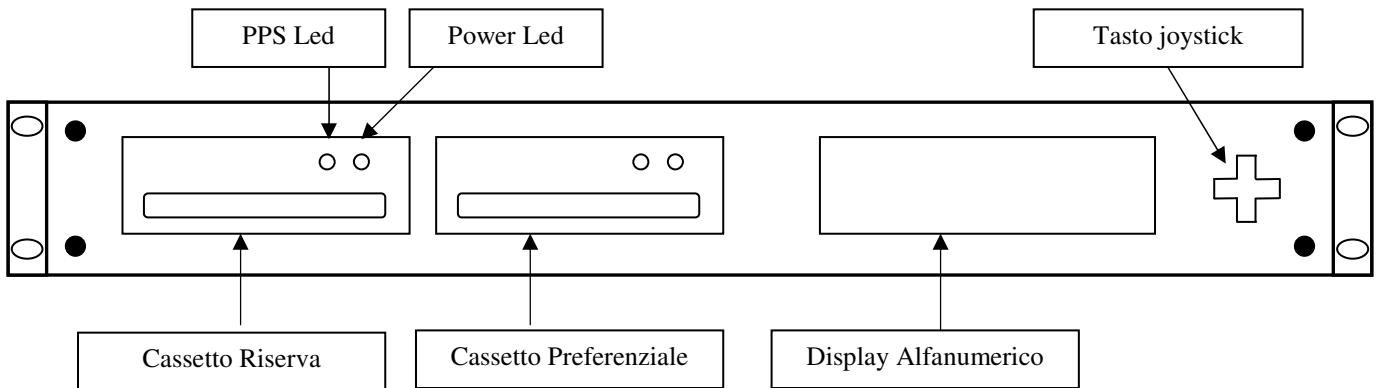 PPS Led
Power Led
Tasto joystick
Cassetto Riserva
Cassetto Preferenziale
Display Alfanumerico